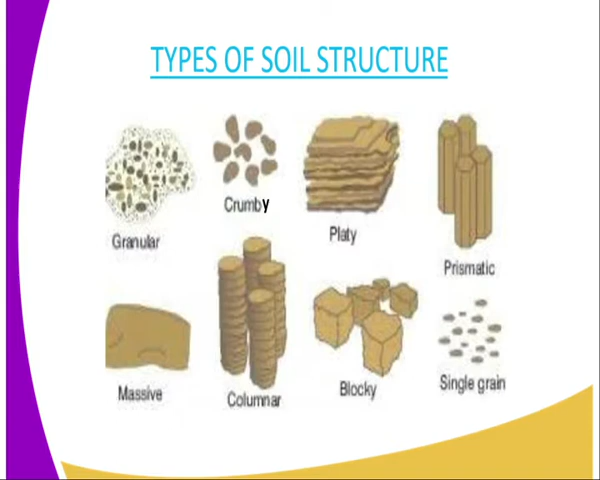 TYPES OF SOIL STRUCTURE
Granular
Crumby
Platy
Prismatic
Massive
Columnar
Blocky
Single grain